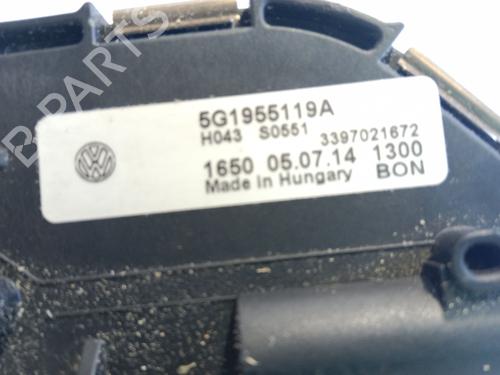 5G1955119A
H043 S0551 3397021672
1650 05.07.14 1300
Made In Hungary BON
B-PARTS